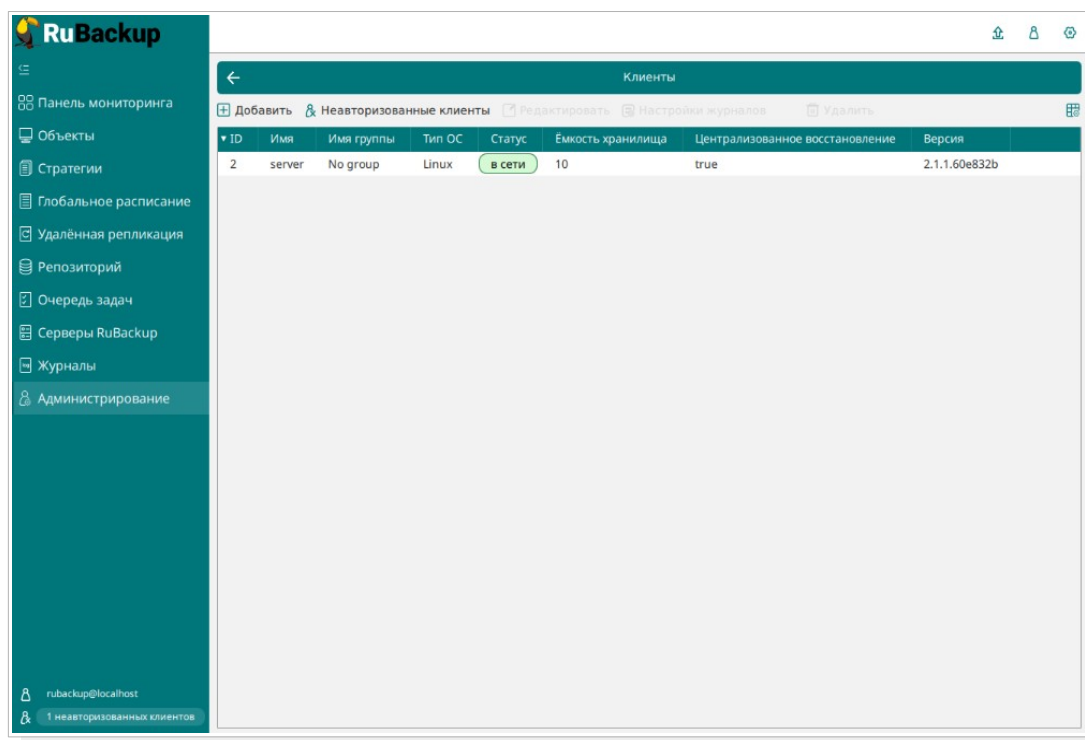 RuBackup
Клиенты
Добавить Неавторизованные клиенты Редактировать Настройки журналов Удалить
ID Имя Имя группы Тип ОС Статус Ёмкость хранилища Централизованное восстановление Версия
2 server No group Linux в сети 10 true 2.1.1.60e832b
Панель мониторинга
Объекты
Стратегии
Глобальное расписание
Удалённая репликация
Репозиторий
Очередь задач
Серверы RuBackup
Журналы
Администрирование
rubackup@localhost
1 неавторизованных клиентов